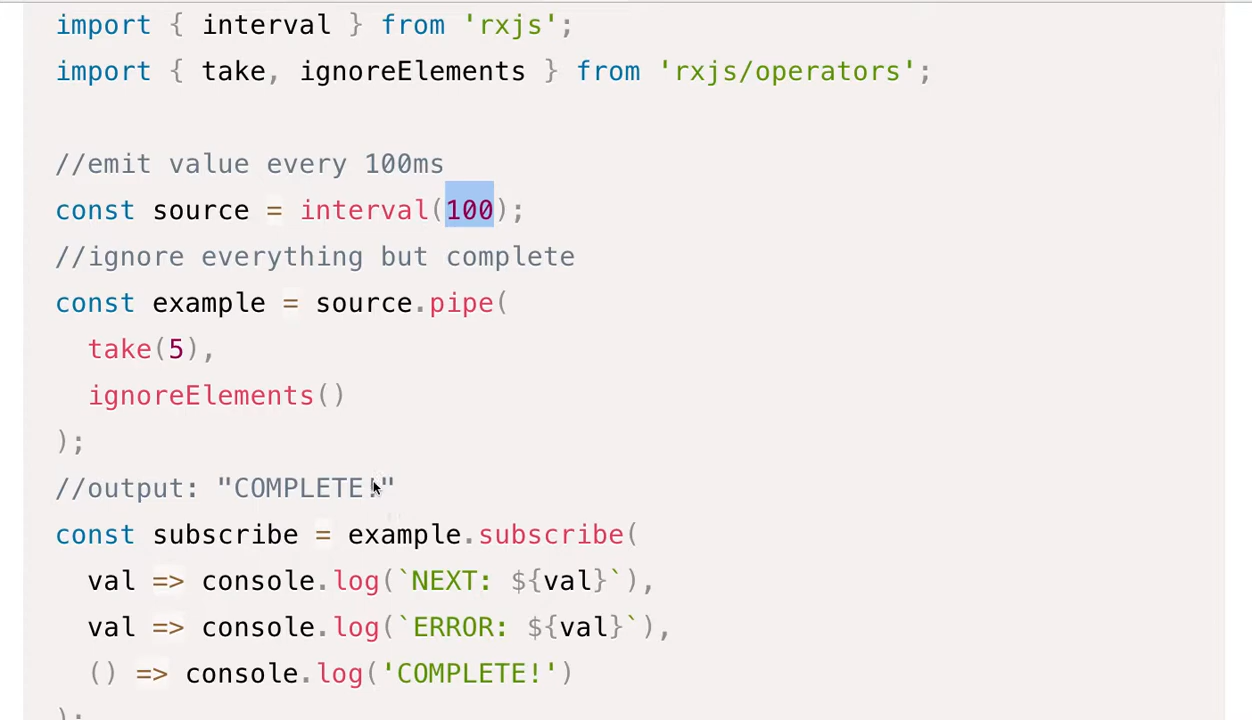 import { interval } from 'rxjs';
import { take, ignoreElements } from 'rxjs/operators';
//emit value every 100ms
const source = interval(100);
//ignore everything but complete
const example = source.pipe(
  take(5),
  ignoreElements()
);
//output: "COMPLETE!"
const subscribe = example.subscribe(
  val => console.log(`NEXT: ${val}`),
  val => console.log(`ERROR: ${val}`),
  () => console.log('COMPLETE!')
);